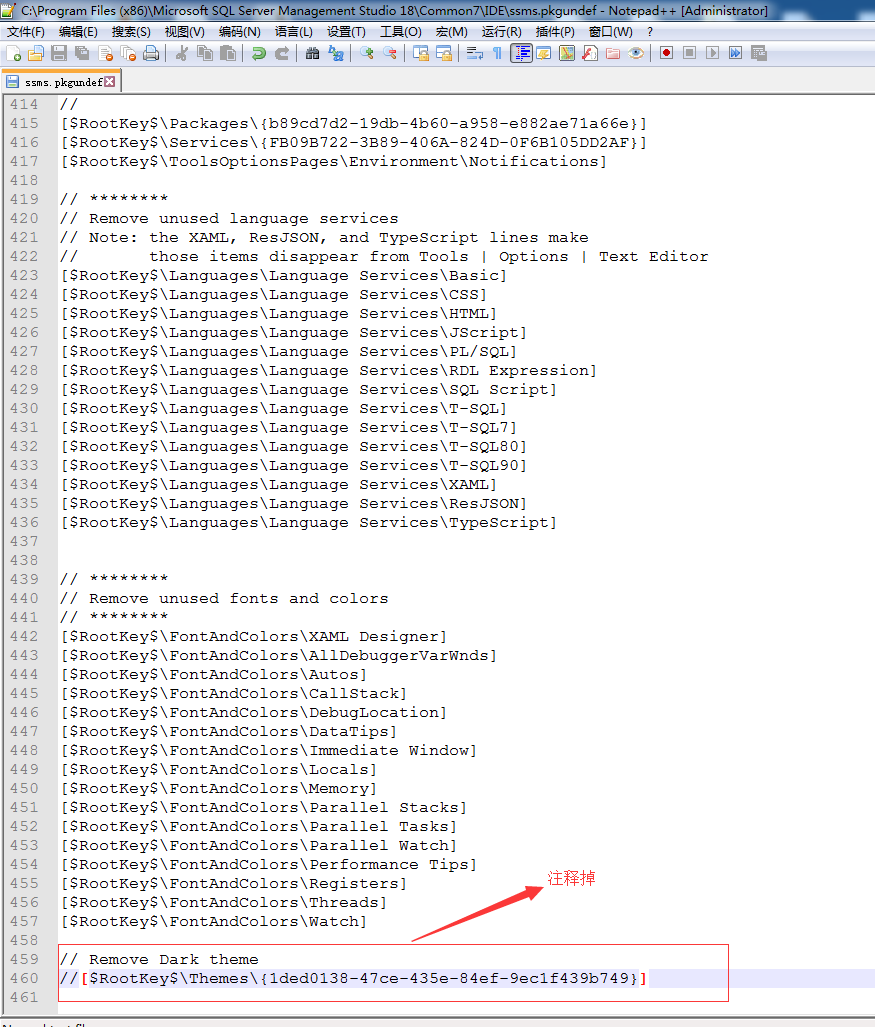 C:\Program Files (x86)\Microsoft SQL Server Management Studio 18\Common7\IDE\ssms.pkgundef - Notepad++ [Administrator]
文件(F) 编辑(E) 搜索(S) 视图(V) 编码(N) 语言(L) 设置(T) 工具(O) 宏(M) 运行(R) 插件(P) 窗口(W) ?
ssms.pkgundef
414 //
415 [$RootKey$\Packages\{b89cd7d2-19db-4b60-a958-e882ae71a66e}]
416 [$RootKey$\Services\{FB09B722-3B89-406A-824D-0F6B105DD2AF}]
417 [$RootKey$\ToolsOptionsPages\Environment\Notifications]
418
419 // ********
420 // Remove unused language services
421 // Note: the XAML, ResJSON, and TypeScript lines make
422 //       those items disappear from Tools | Options | Text Editor
423 [$RootKey$\Languages\Language Services\Basic]
424 [$RootKey$\Languages\Language Services\CSS]
425 [$RootKey$\Languages\Language Services\HTML]
426 [$RootKey$\Languages\Language Services\JScript]
427 [$RootKey$\Languages\Language Services\PL/SQL]
428 [$RootKey$\Languages\Language Services\RDL Expression]
429 [$RootKey$\Languages\Language Services\SQL Script]
430 [$RootKey$\Languages\Language Services\T-SQL]
431 [$RootKey$\Languages\Language Services\T-SQL7]
432 [$RootKey$\Languages\Language Services\T-SQL80]
433 [$RootKey$\Languages\Language Services\T-SQL90]
434 [$RootKey$\Languages\Language Services\XAML]
435 [$RootKey$\Languages\Language Services\ResJSON]
436 [$RootKey$\Languages\Language Services\TypeScript]
437
438
439 // ********
440 // Remove unused fonts and colors
441 // ********
442 [$RootKey$\FontAndColors\XAML Designer]
443 [$RootKey$\FontAndColors\AllDebuggerVarWnds]
444 [$RootKey$\FontAndColors\Autos]
445 [$RootKey$\FontAndColors\CallStack]
446 [$RootKey$\FontAndColors\DebugLocation]
447 [$RootKey$\FontAndColors\DataTips]
448 [$RootKey$\FontAndColors\Immediate Window]
449 [$RootKey$\FontAndColors\Locals]
450 [$RootKey$\FontAndColors\Memory]
451 [$RootKey$\FontAndColors\Parallel Stacks]
452 [$RootKey$\FontAndColors\Parallel Tasks]
453 [$RootKey$\FontAndColors\Parallel Watch]
454 [$RootKey$\FontAndColors\Performance Tips]
455 [$RootKey$\FontAndColors\Registers]
注释掉
456 [$RootKey$\FontAndColors\Threads]
457 [$RootKey$\FontAndColors\Watch]
458
459 // Remove Dark theme
460 //[$RootKey$\Themes\{1ded0138-47ce-435e-84ef-9ec1f439b749}]
461